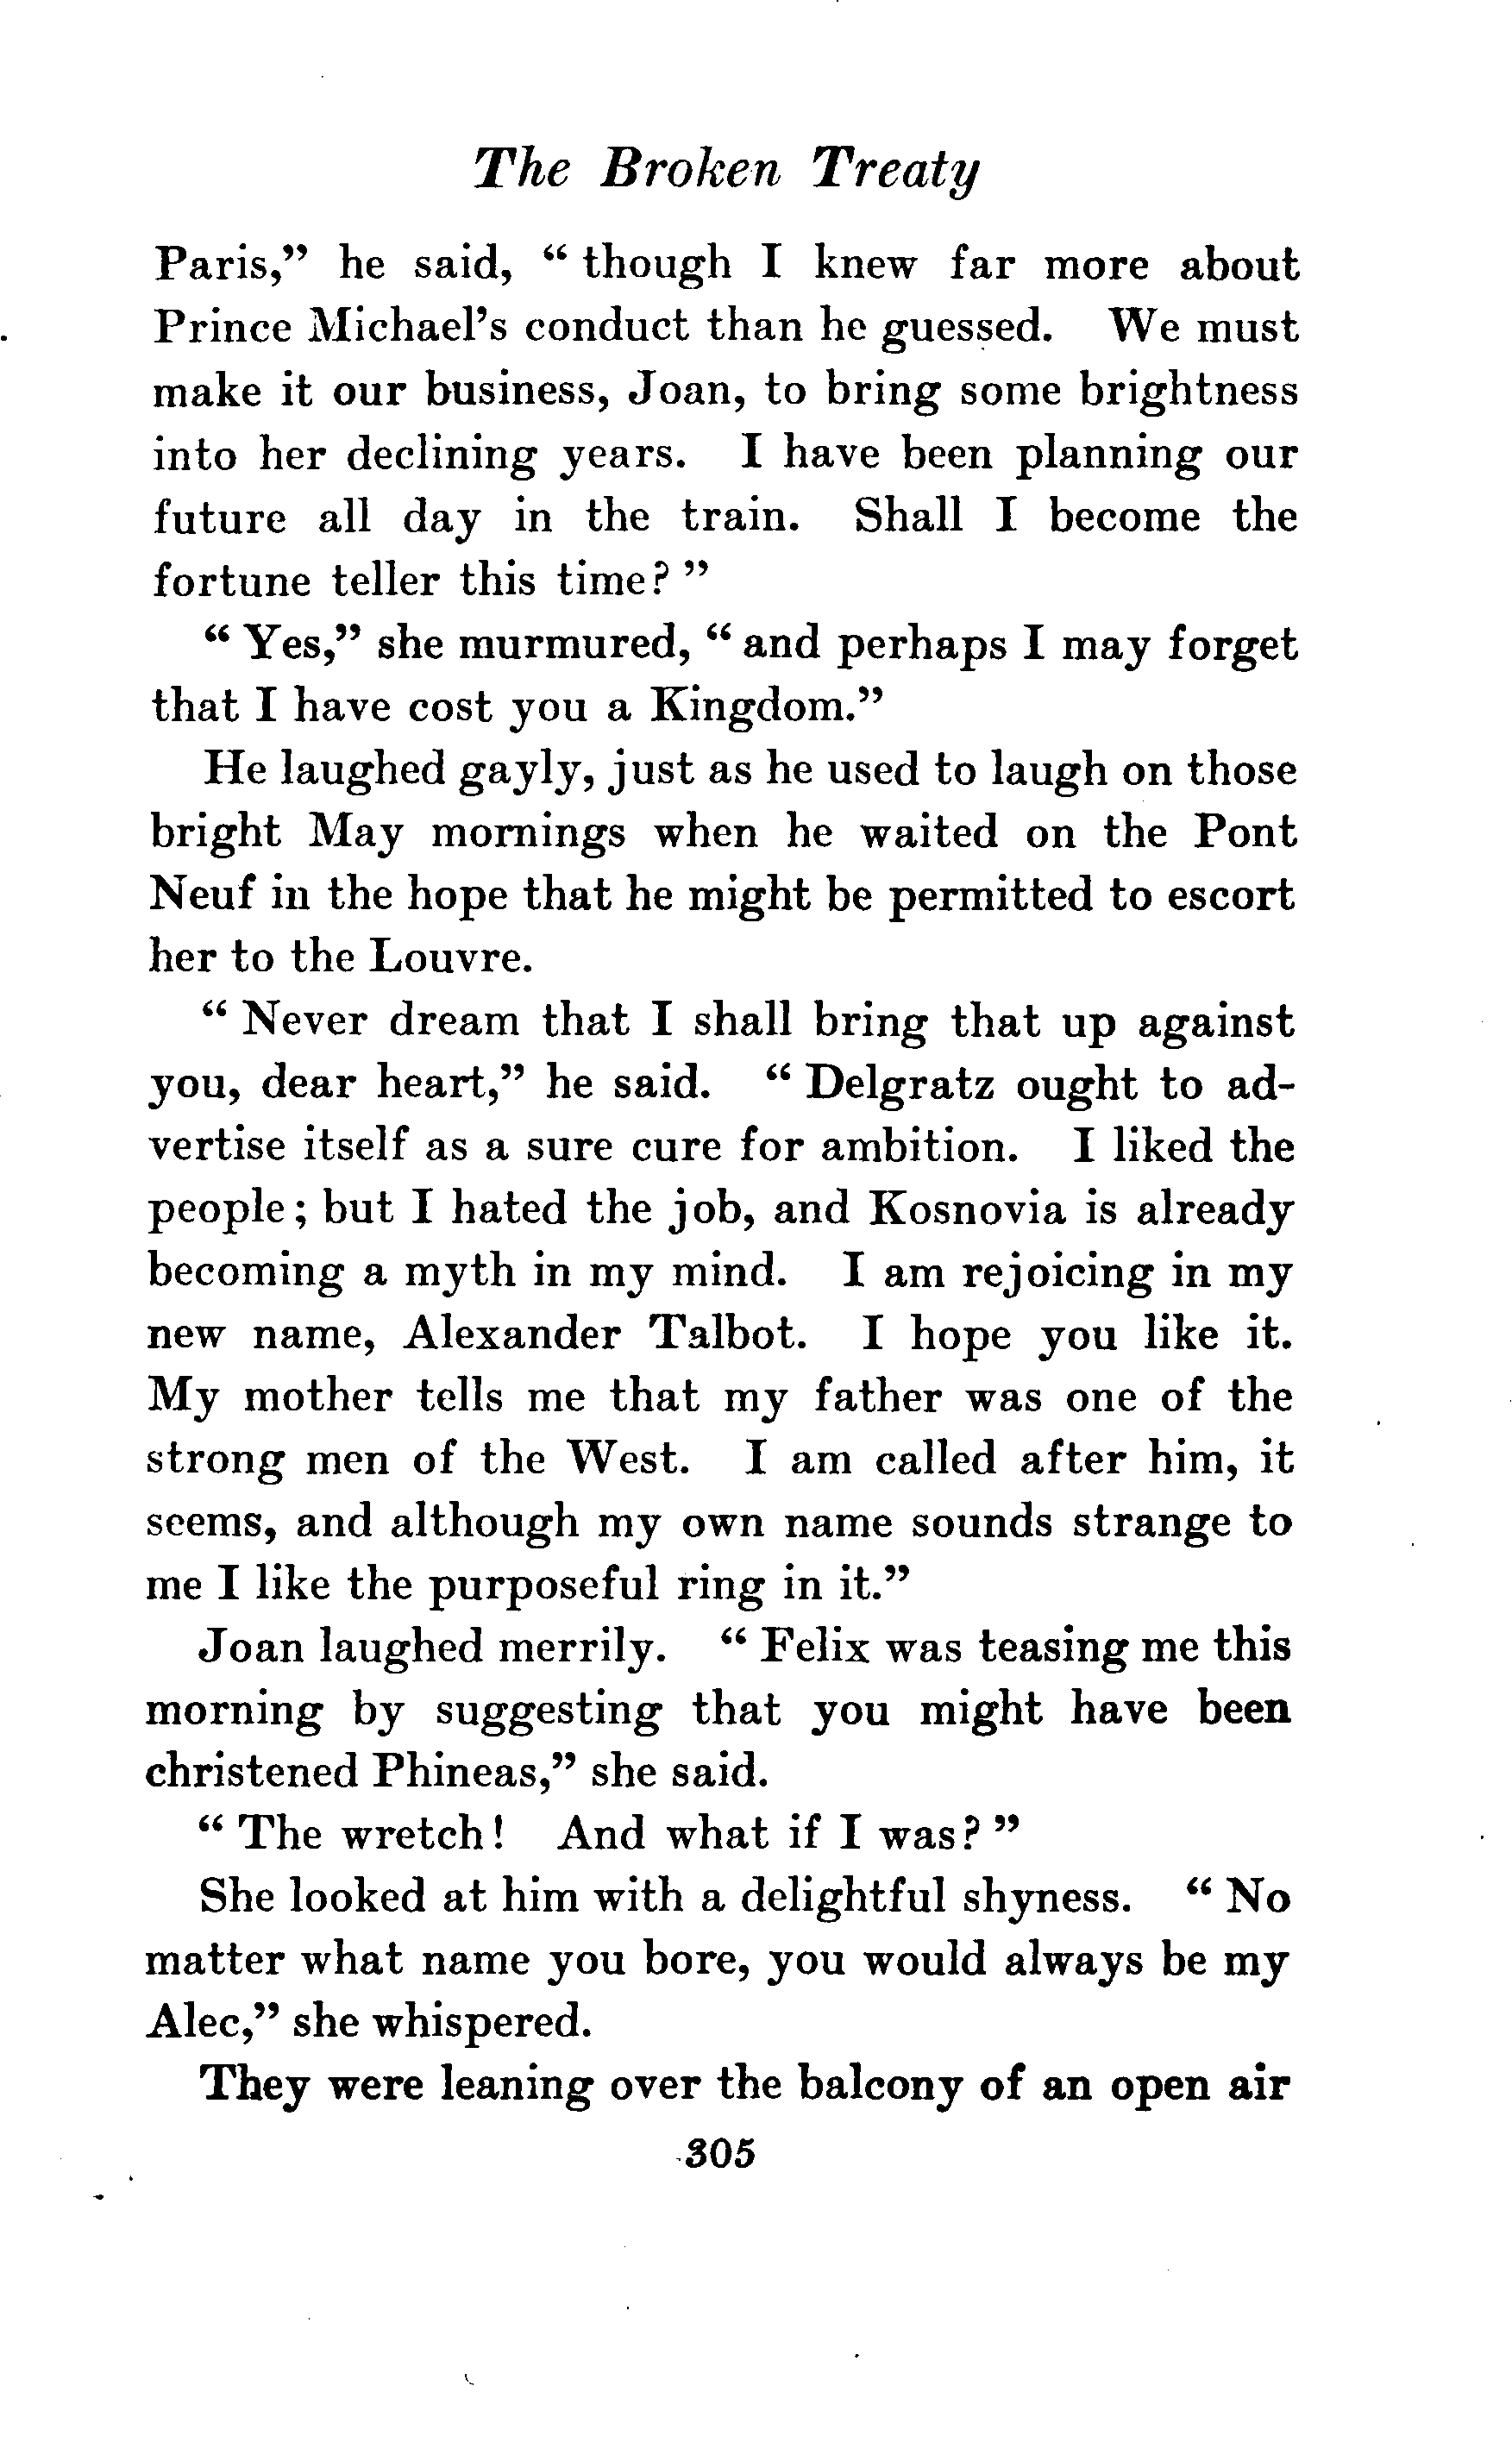 The Broken Treaty
Paris," he said, " though I knew far more about
Prince Michael's conduct than he guessed. We must
make it our business, Joan, to bring some brightness
into her declining years. I have been planning our
future all day in the train. Shall I become the
fortune teller this time? "
" Yes," she murmured, " and perhaps I may forget
that I have cost you a Kingdom."
He laughed gayly, just as he used to laugh on those
bright May mornings when he waited on the Pont
Neuf in the hope that he might be permitted to escort
her to the Louvre.
" Never dream that I shall bring that up against
you, dear heart," he said. " Delgratz ought to ad-
vertise itself as a sure cure for ambition. I liked the
people; but I hated the job, and Kosnovia is already
becoming a myth in my mind. I am rejoicing in my
new name, Alexander Talbot. I hope you like it.
My mother tells me that my father was one of the
strong men of the West. I am called after him, it
seems, and although my own name sounds strange to
me I like the purposeful ring in it."
Joan laughed merrily. " Felix was teasing me this
morning by suggesting that you might have been
christened Phineas," she said.
" The wretch! And what if I was? "
She looked at him with a delightful shyness. " No
matter what name you bore, you would always be my
Alec," she whispered.
They were leaning over the balcony of an open air
305